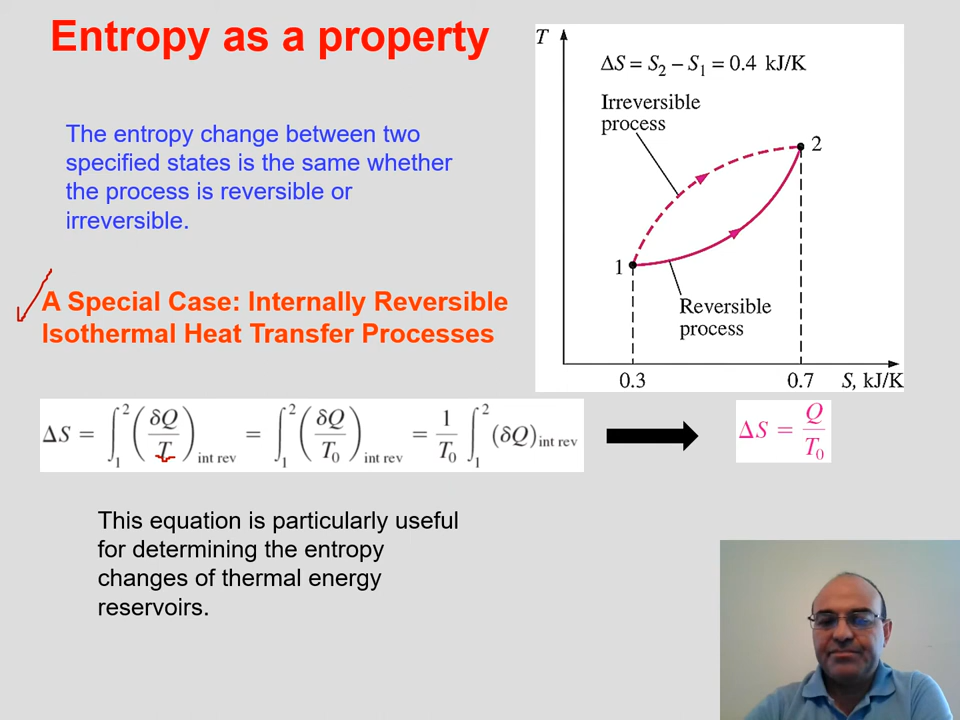 Entropy as a property
The entropy change between two
specified states is the same whether
the process is reversible or
irreversible.
T
ΔS = S₂ − S₁ = 0.4 kJ/K
Irreversible
process
2
1
Reversible
process
0.3
0.7
S, kJ/K
A Special Case: Internally Reversible
Isothermal Heat Transfer Processes
ΔS = ∫₁² (δQ/T)int rev = ∫₁² (δQ/T₀)int rev = 1/T₀ ∫₁² (δQ)int rev
ΔS = Q/T₀
This equation is particularly useful
for determining the entropy
changes of thermal energy
reservoirs.